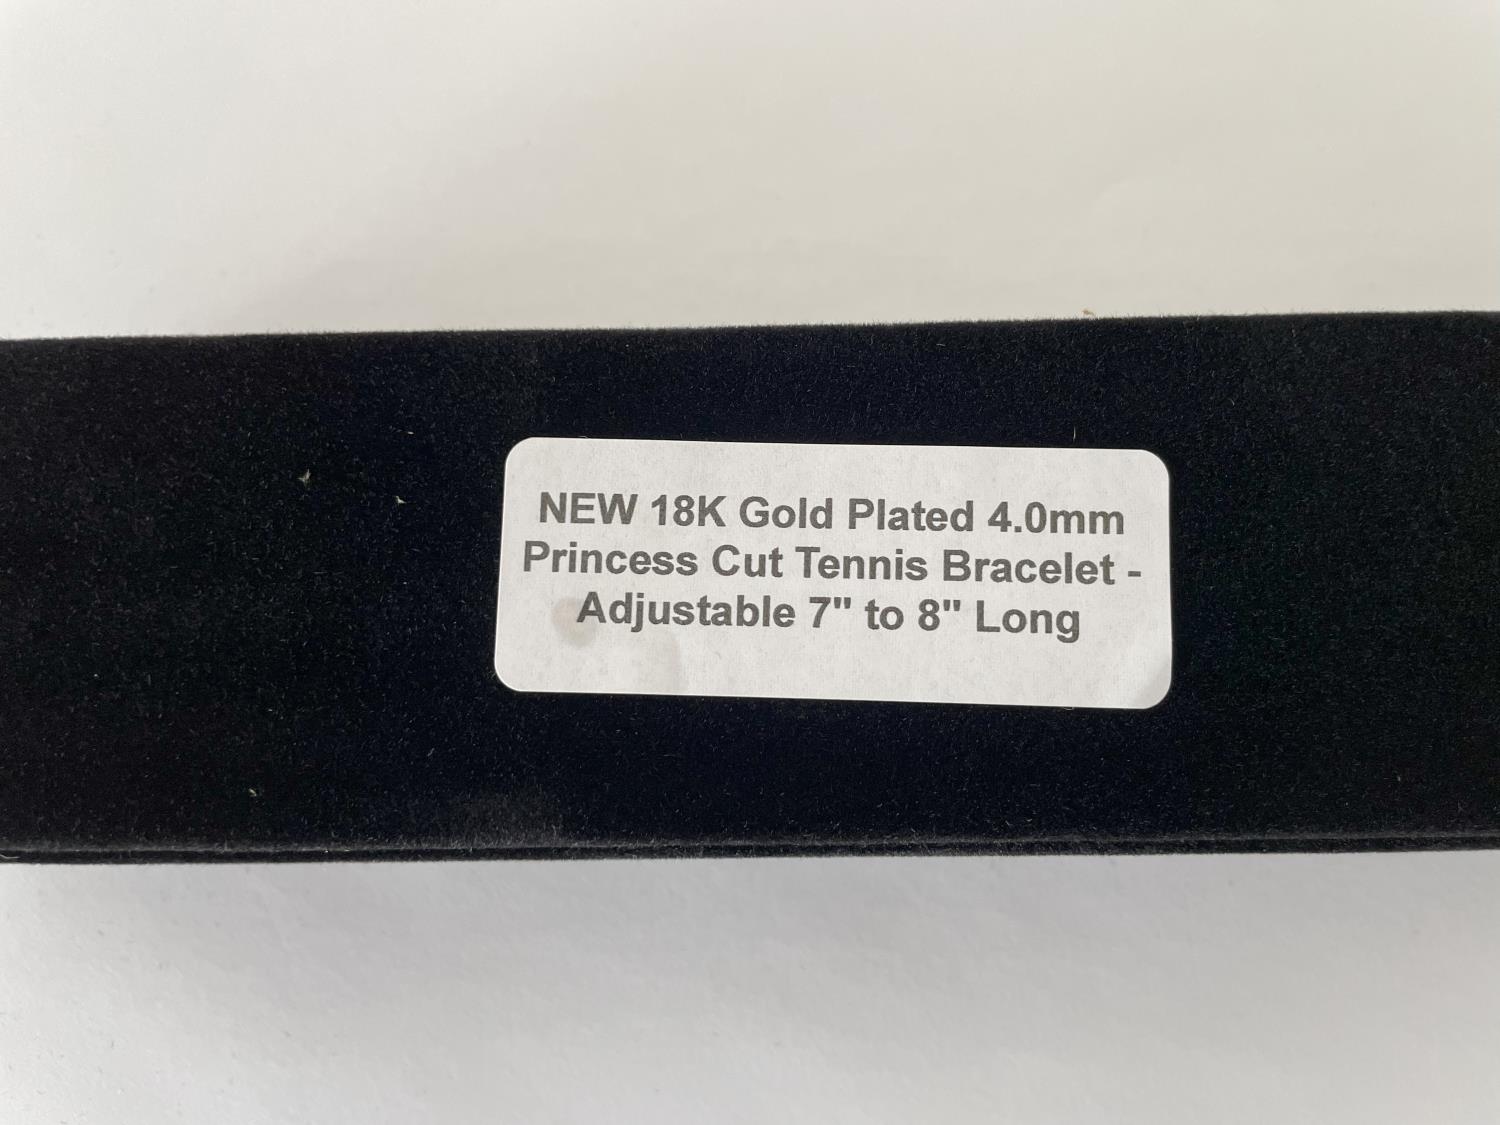 NEW 18K Gold Plated 4.0mm
Princess Cut Tennis Bracelet -
Adjustable 7" to 8" Long